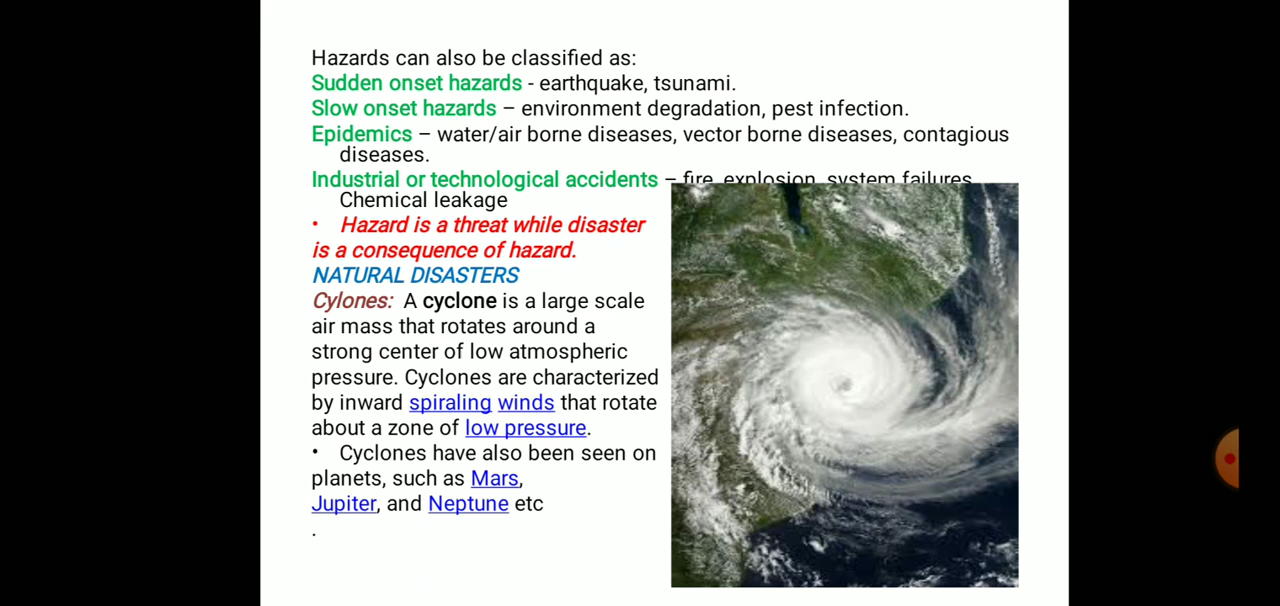 Hazards can also be classified as:
Sudden onset hazards - earthquake, tsunami.
Slow onset hazards – environment degradation, pest infection.
Epidemics – water/air borne diseases, vector borne diseases, contagious
diseases.
Industrial or technological accidents – fire, explosion, system failures
Chemical leakage
• Hazard is a threat while disaster
is a consequence of hazard.
NATURAL DISASTERS
Cylones: A cyclone is a large scale
air mass that rotates around a
strong center of low atmospheric
pressure. Cyclones are characterized
by inward spiraling winds that rotate
about a zone of low pressure.
• Cyclones have also been seen on
planets, such as Mars,
Jupiter, and Neptune etc
.